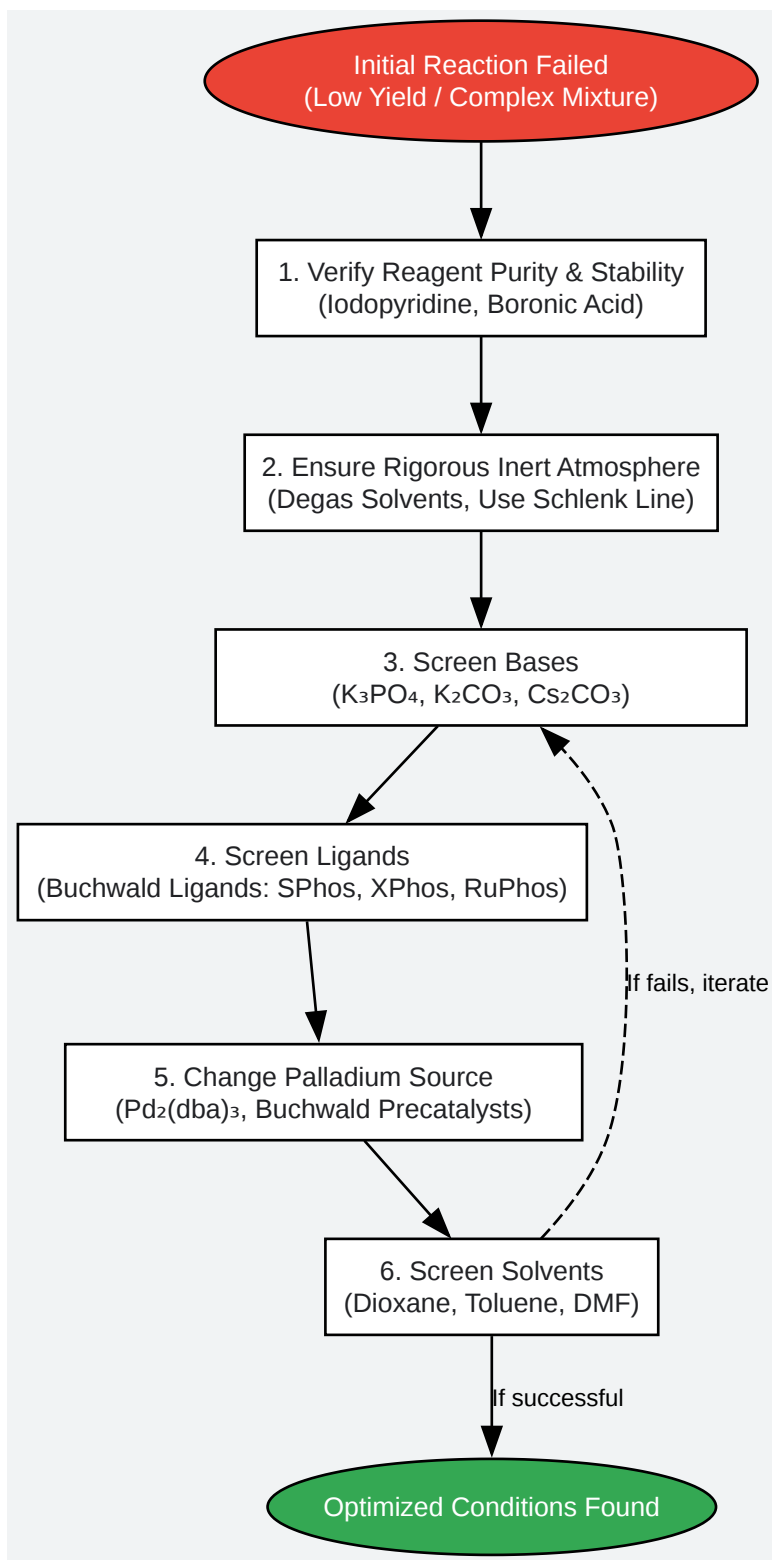 Initial Reaction Failed
(Low Yield / Complex Mixture)
1. Verify Reagent Purity & Stability
(Iodopyridine, Boronic Acid)
2. Ensure Rigorous Inert Atmosphere
(Degas Solvents, Use Schlenk Line)
3. Screen Bases
(K₃PO₄, K₂CO₃, Cs₂CO₃)
4. Screen Ligands
(Buchwald Ligands: SPhos, XPhos, RuPhos)
If fails, iterate
5. Change Palladium Source
(Pd₂(dba)₃, Buchwald Precatalysts)
6. Screen Solvents
(Dioxane, Toluene, DMF)
If successful
Optimized Conditions Found